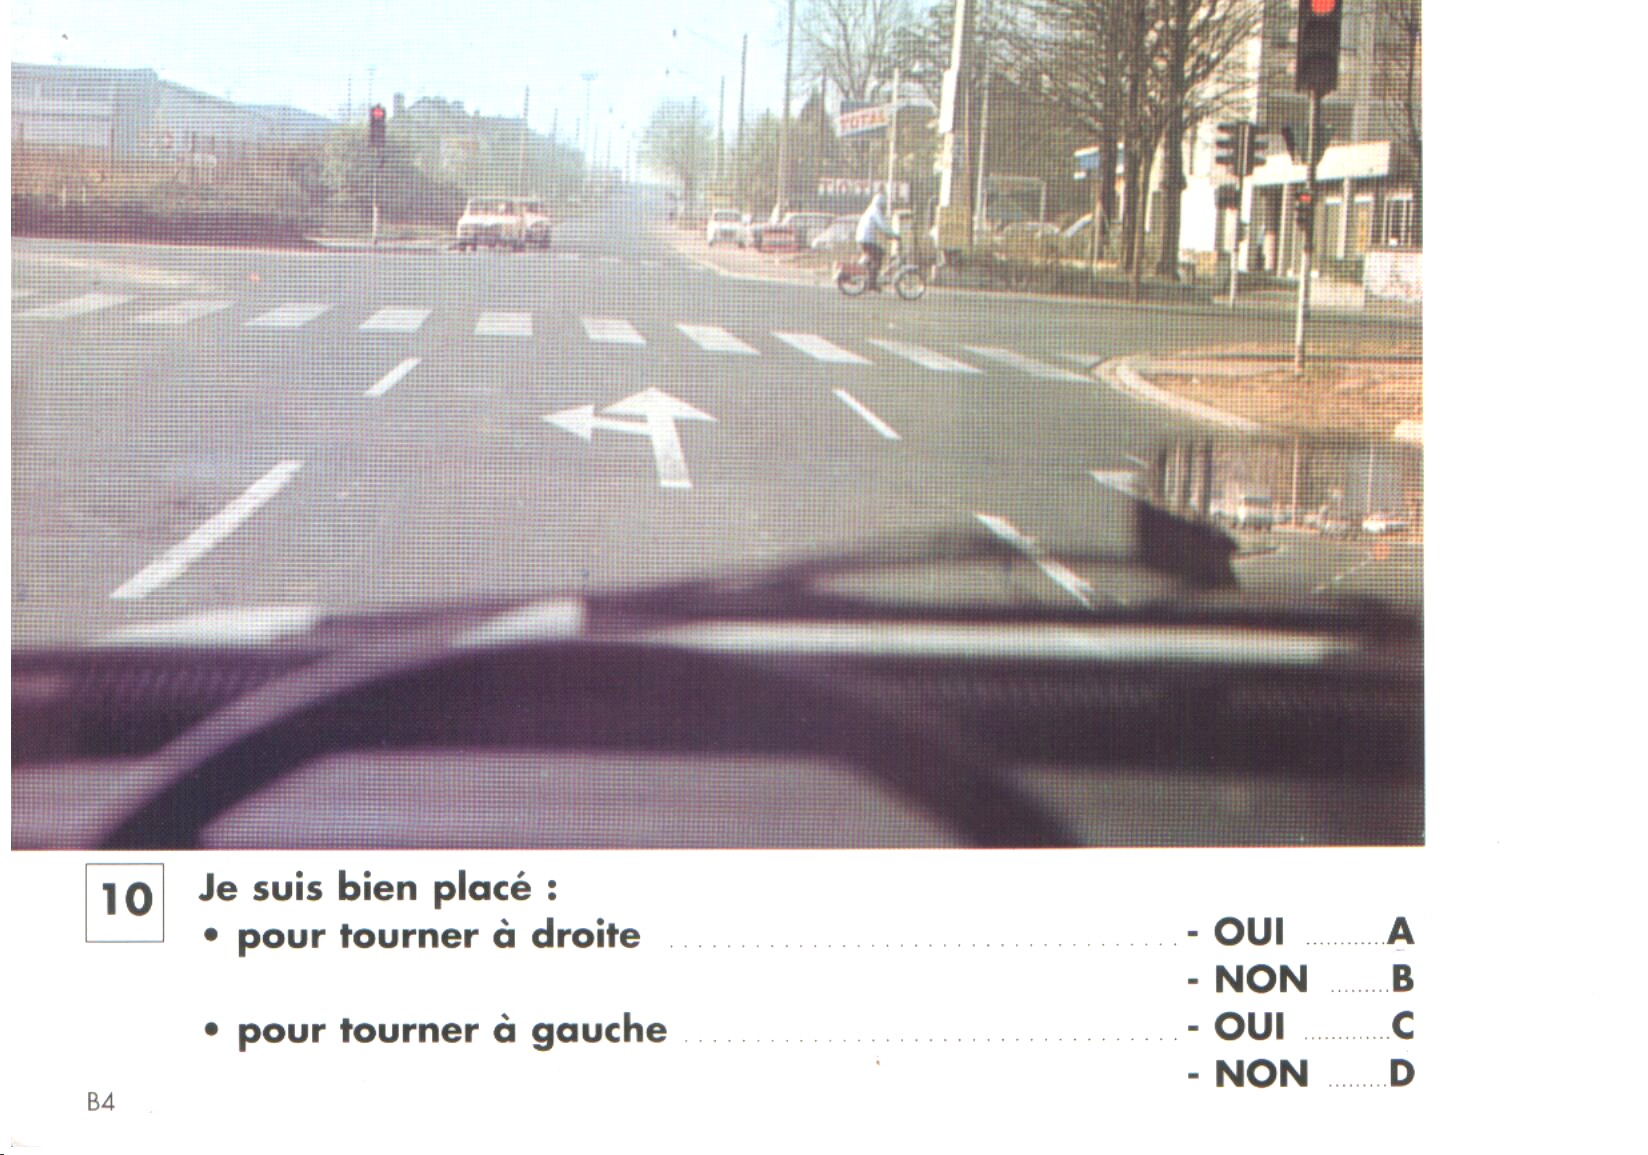 TOTAL
10
Je suis bien placé :
• pour tourner à droite ........ - OUI ........ A
- NON ........ B
• pour tourner à gauche ........ - OUI ........ C
- NON ........ D
B4